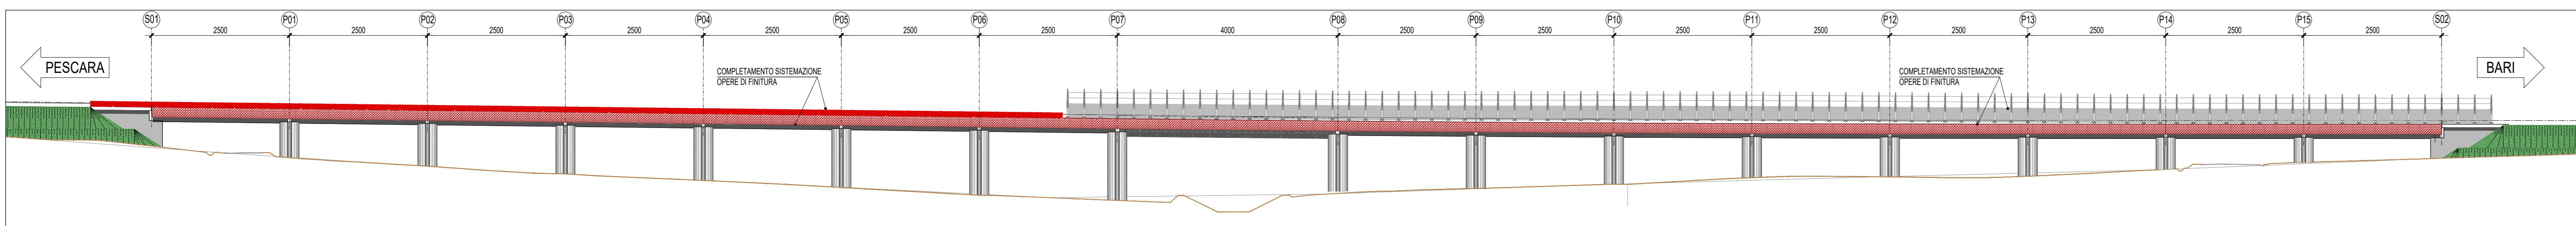 S01 P01 P02 P03 P04 P05 P06 P07 P08 P09 P10 P11 P12 P13 P14 P15 S02
2500 2500 2500 2500 2500 2500 2500 4000 2500 2500 2500 2500 2500 2500 2500 2500
PESCARA
BARI
COMPLETAMENTO SISTEMAZIONE
OPERE DI FINITURA
COMPLETAMENTO SISTEMAZIONE
OPERE DI FINITURA